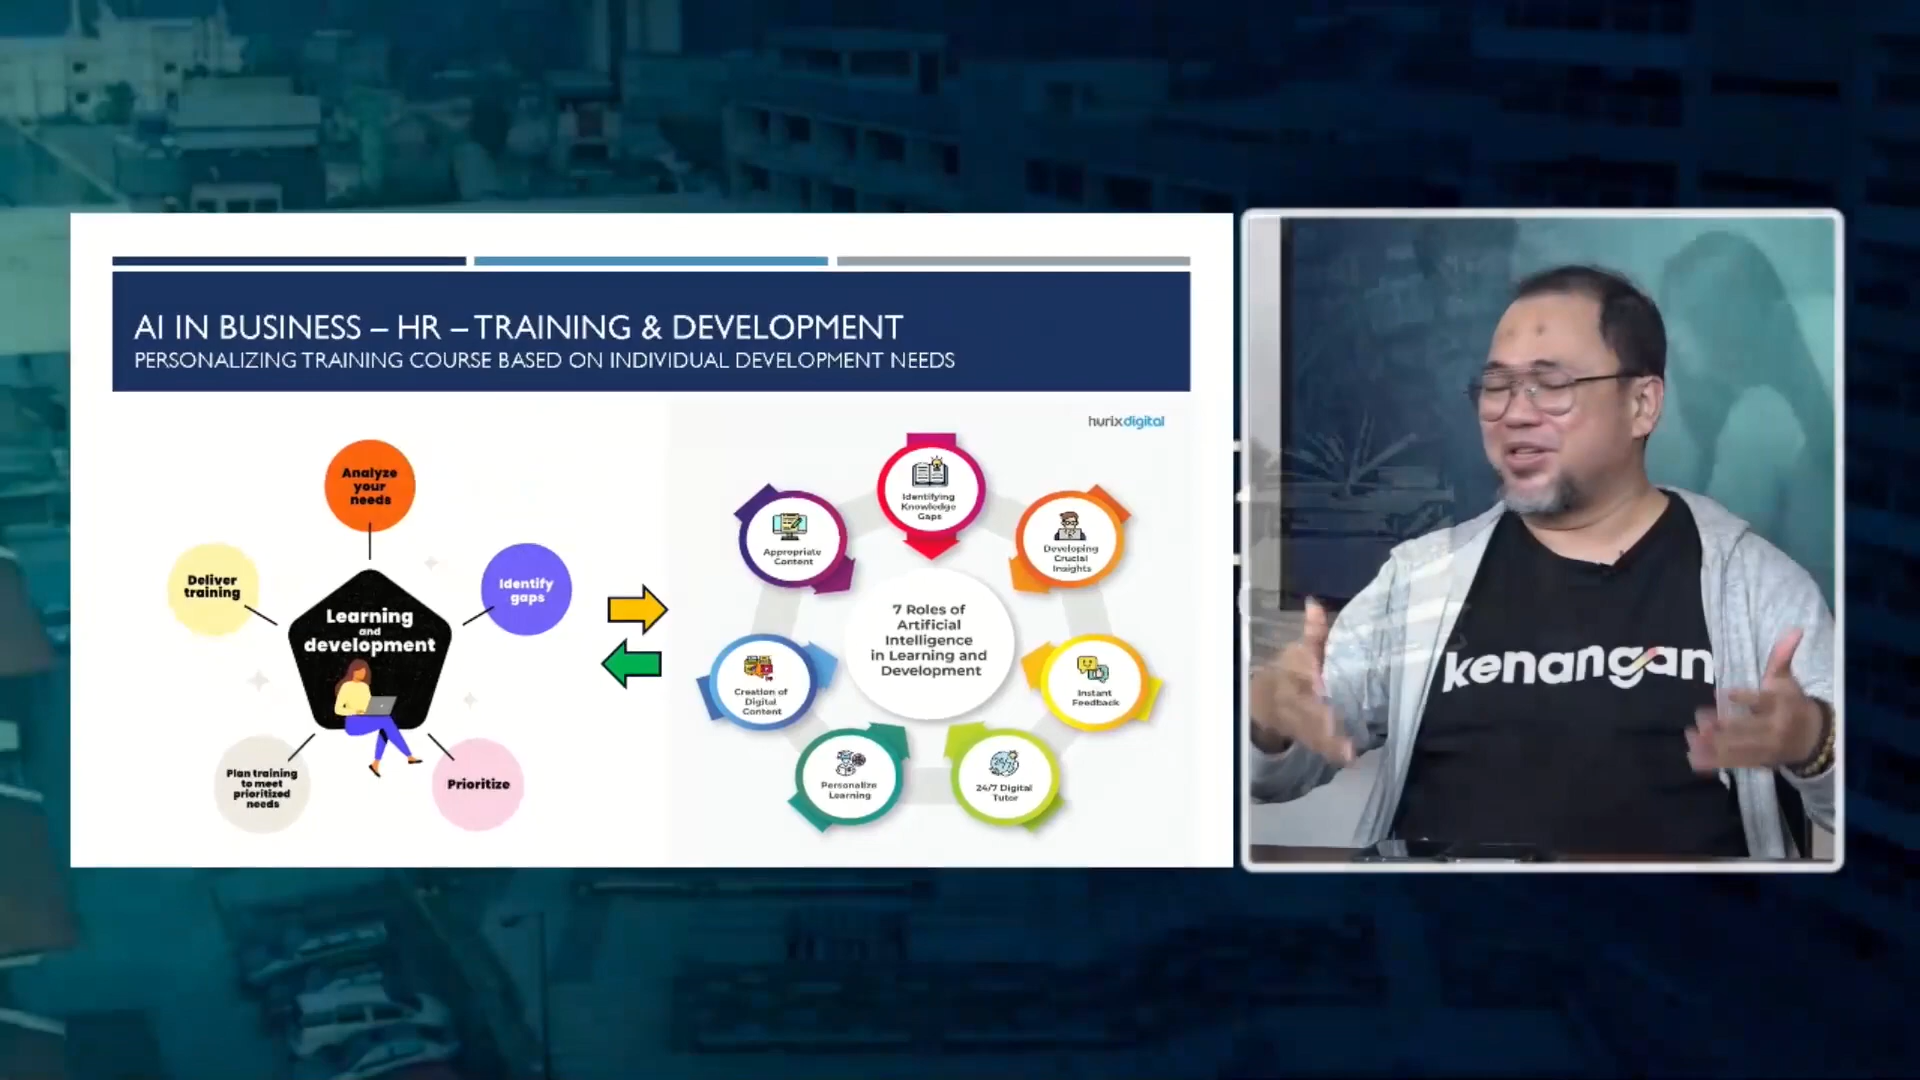 AI IN BUSINESS – HR – TRAINING & DEVELOPMENT
PERSONALIZING TRAINING COURSE BASED ON INDIVIDUAL DEVELOPMENT NEEDS
Analyze
your
needs
Identify
gaps
Prioritize
Plan training
to meet
prioritized
needs
Deliver
training
Learning
and
development
hurixdigital
Identifying
Knowledge
Gaps
Developing
Crucial
Insights
Instant
Feedback
24/7 Digital
Tutor
Personalize
Learning
Creation of
Digital
Content
Appropriate
Content
7 Roles of
Artificial
Intelligence
in Learning and
Development
kenangan